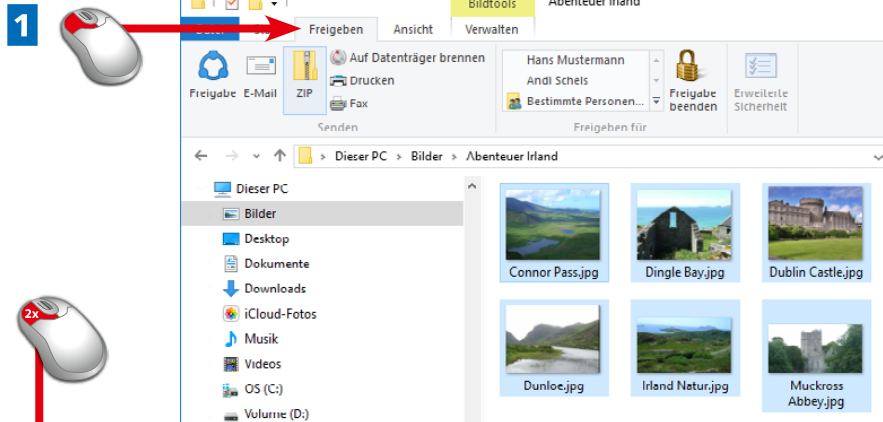 1
Bildtools
Abenteuer Irland
Freigeben
Ansicht
Verwalten
Freigabe
E-Mail
ZIP
Auf Datenträger brennen
Drucken
Fax
Senden
Hans Mustermann
Andi Schels
Bestimmte Personen...
Freigeben für
Freigabe
beenden
Erweiterte
Sicherheit
Dieser PC > Bilder > Abenteuer Irland
Dieser PC
Bilder
Desktop
Dokumente
Downloads
iCloud-Fotos
Musik
Videos
OS (C:)
Volume (D:)
Connor Pass.jpg
Dingle Bay.jpg
Dublin Castle.jpg
Dunloe.jpg
Irland Natur.jpg
Muckross
Abbey.jpg
2x